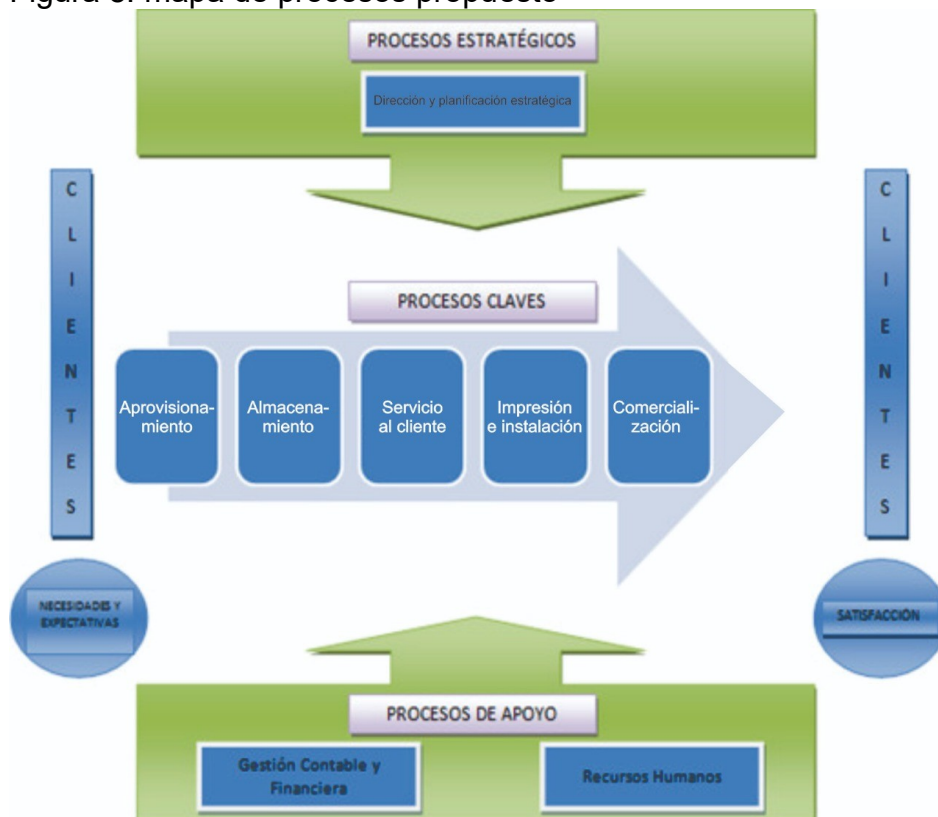 Figura 3. mapa de procesos propuesto
PROCESOS ESTRATÉGICOS
Dirección y planificación estratégica
C
L
I
E
N
T
E
S
PROCESOS CLAVES
Aprovisiona-
miento
Almacena-
miento
Servicio
al cliente
Impresión
e instalación
Comerciali-
zación
C
L
I
E
N
T
E
S
NECESIDADES Y
EXPECTATIVAS
SATISFACCIÓN
PROCESOS DE APOYO
Gestión Contable y
Financiera
Recursos Humanos